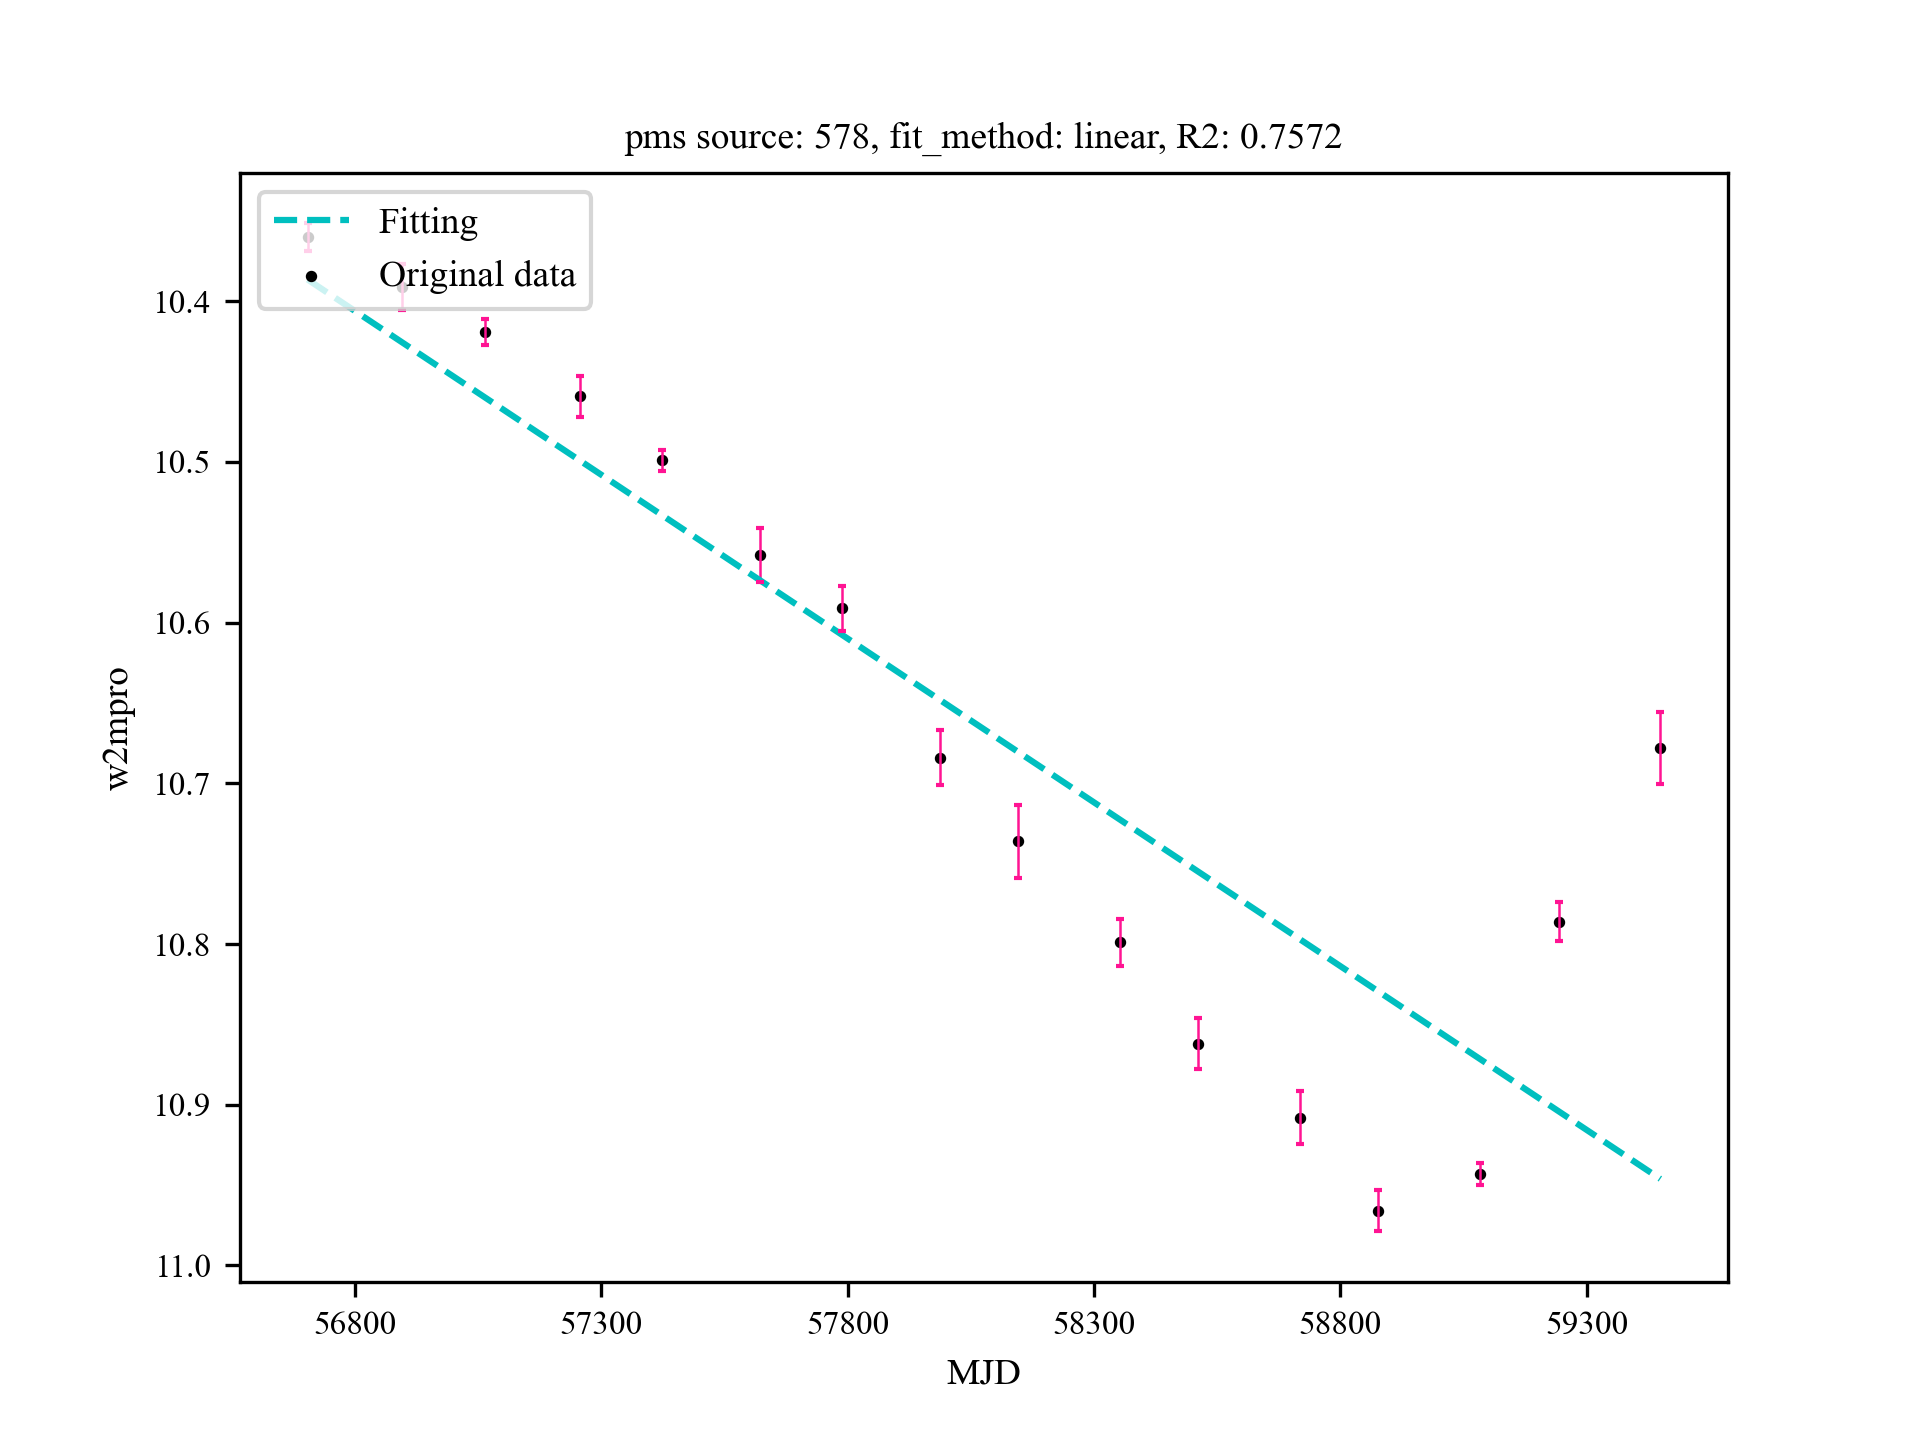 pms source: 578, fit_method: linear, R2: 0.7572
Fitting
Original data
10.4
10.5
10.6
10.7
10.8
10.9
11.0
w2mpro
56800
57300
57800
58300
58800
59300
MJD